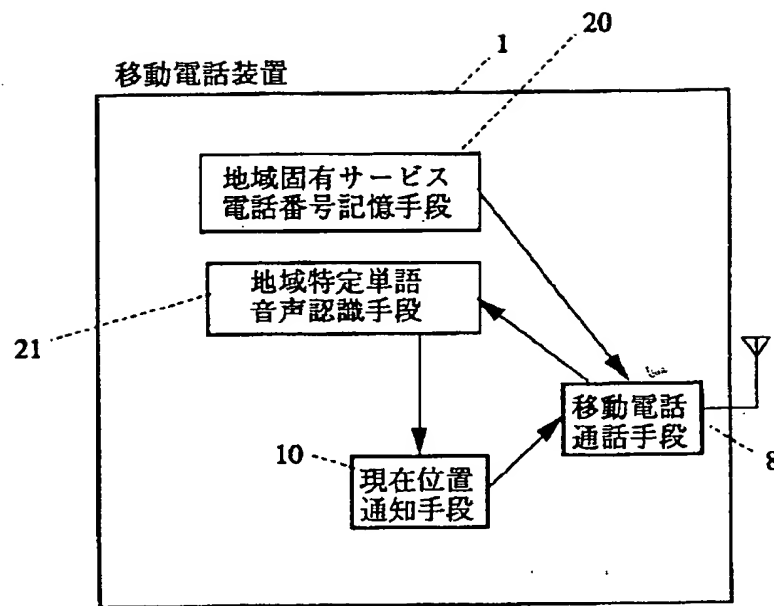 20
1
移動電話装置
地域固有サービス
電話番号記憶手段
地域特定単語
音声認識手段
21
移動電話
通話手段
8
10
現在位置
通知手段